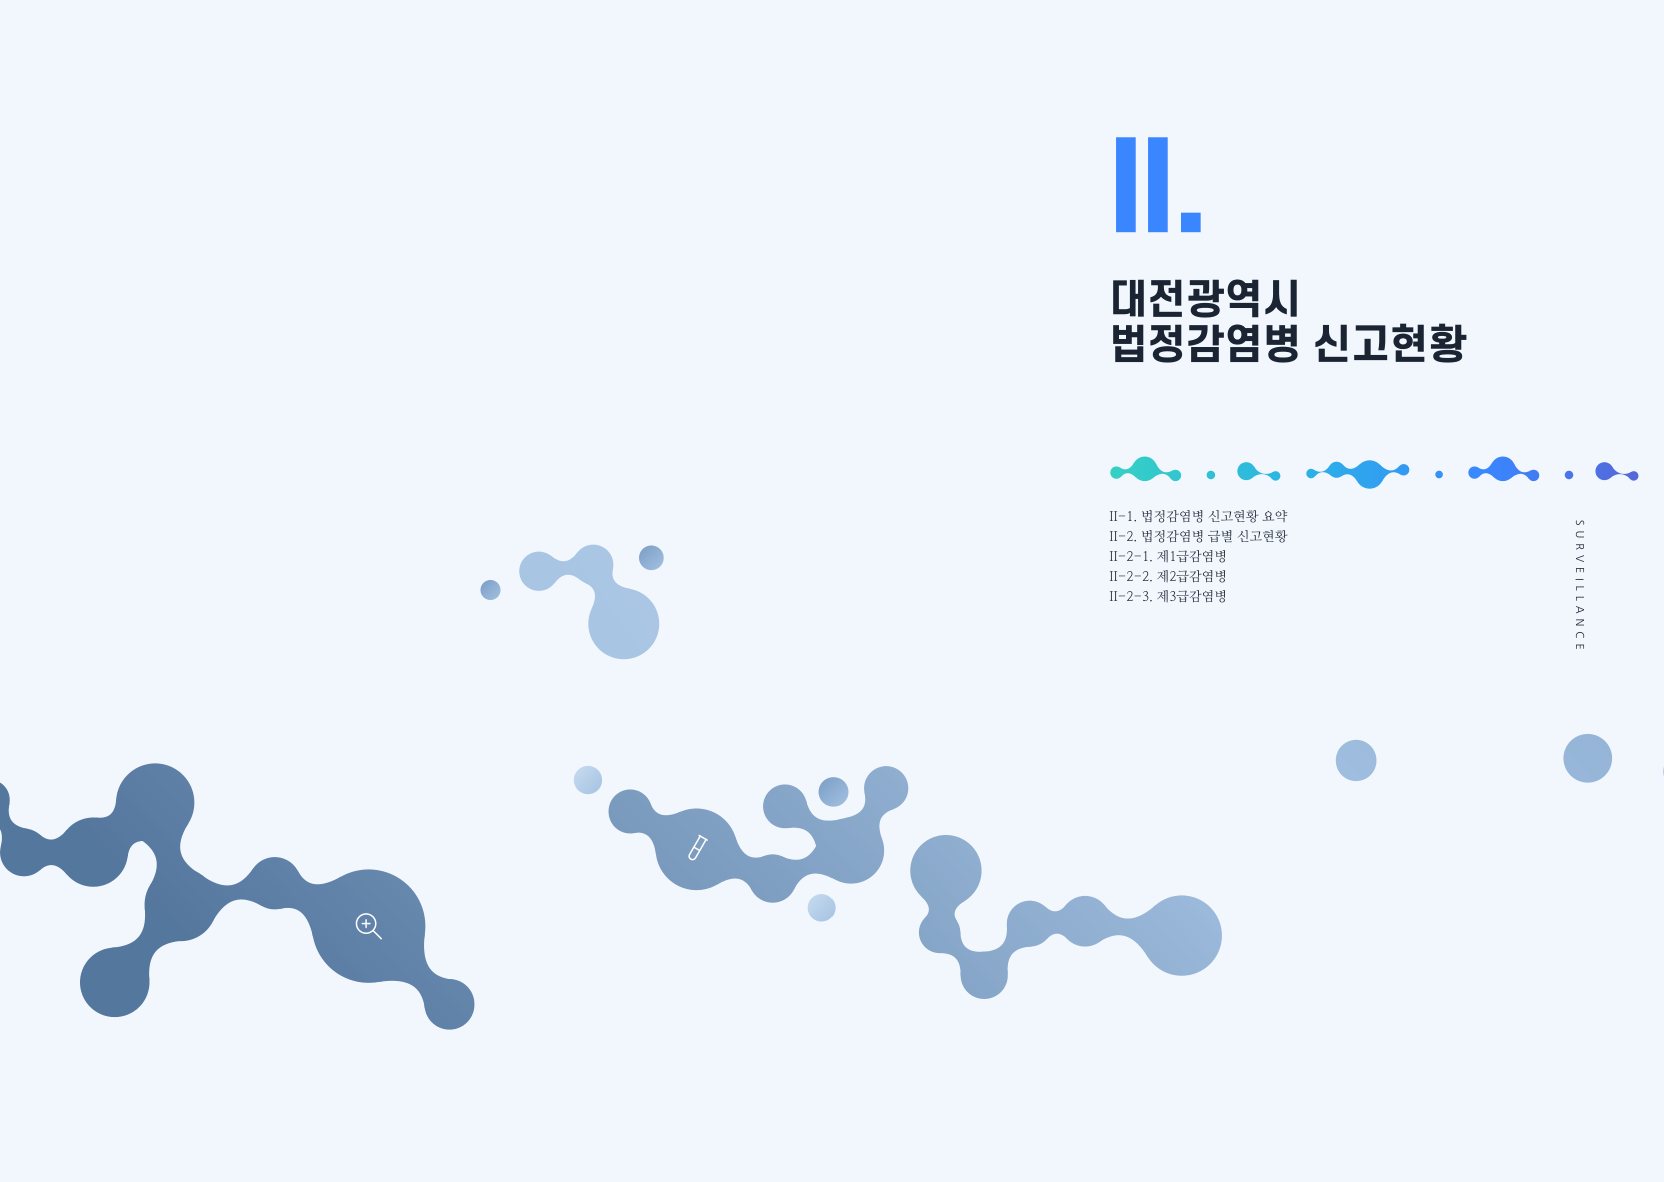 II.
대전광역시
법정감염병 신고현황
II-1. 법정감염병 신고현황 요약
II-2. 법정감염병 급별 신고현황
II-2-1. 제1급감염병
II-2-2. 제2급감염병
II-2-3. 제3급감염병
SURVEILLANCE